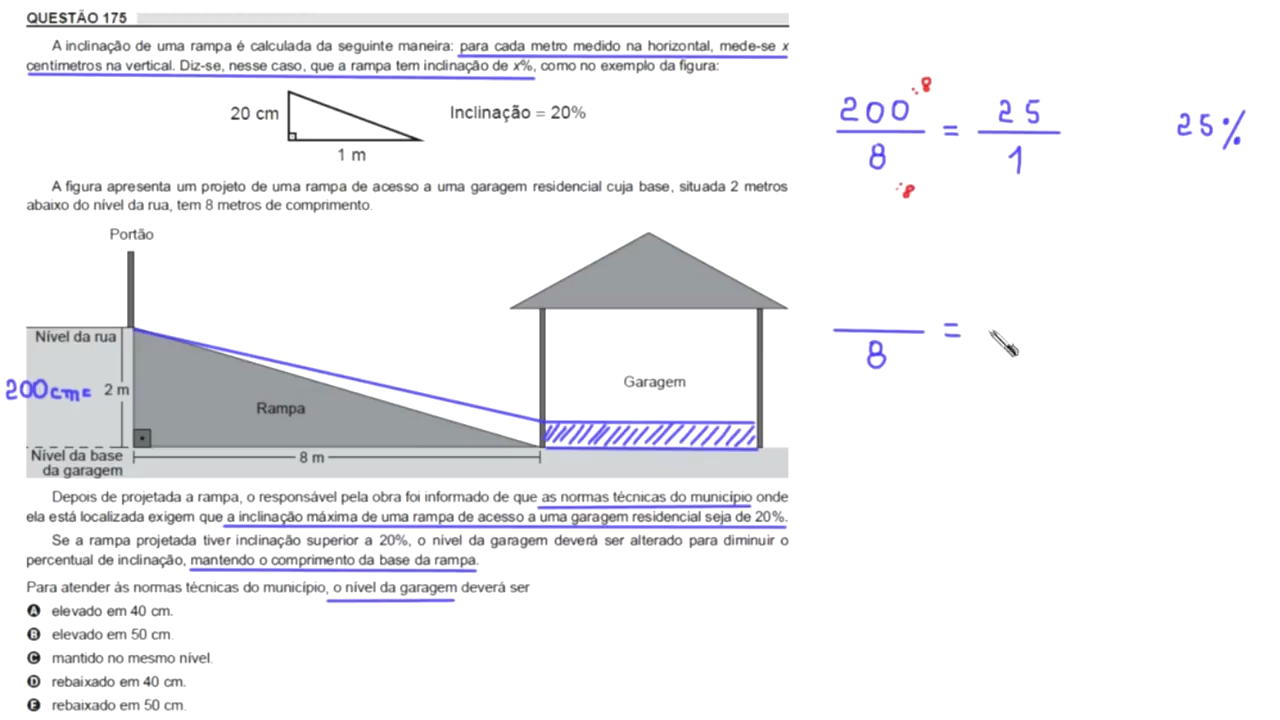 QUESTÃO 175
A inclinação de uma rampa é calculada da seguinte maneira: para cada metro medido na horizontal, mede-se x
centímetros na vertical. Diz-se, nesse caso, que a rampa tem inclinação de x%, como no exemplo da figura:
20 cm
Inclinação = 20%
1 m
A figura apresenta um projeto de uma rampa de acesso a uma garagem residencial cuja base, situada 2 metros
abaixo do nível da rua, tem 8 metros de comprimento.
Portão
Nível da rua
200cm=
2 m
Rampa
Garagem
Nível da base
da garagem
8 m
Depois de projetada a rampa, o responsável pela obra foi informado de que as normas técnicas do município onde
ela está localizada exigem que a inclinação máxima de uma rampa de acesso a uma garagem residencial seja de 20%.
Se a rampa projetada tiver inclinação superior a 20%, o nível da garagem deverá ser alterado para diminuir o
percentual de inclinação, mantendo o comprimento da base da rampa.
Para atender às normas técnicas do município, o nível da garagem deverá ser
A elevado em 40 cm.
B elevado em 50 cm.
C mantido no mesmo nível.
D rebaixado em 40 cm.
E rebaixado em 50 cm.
:8
200 = 25
8 1
:8
25%
=
8